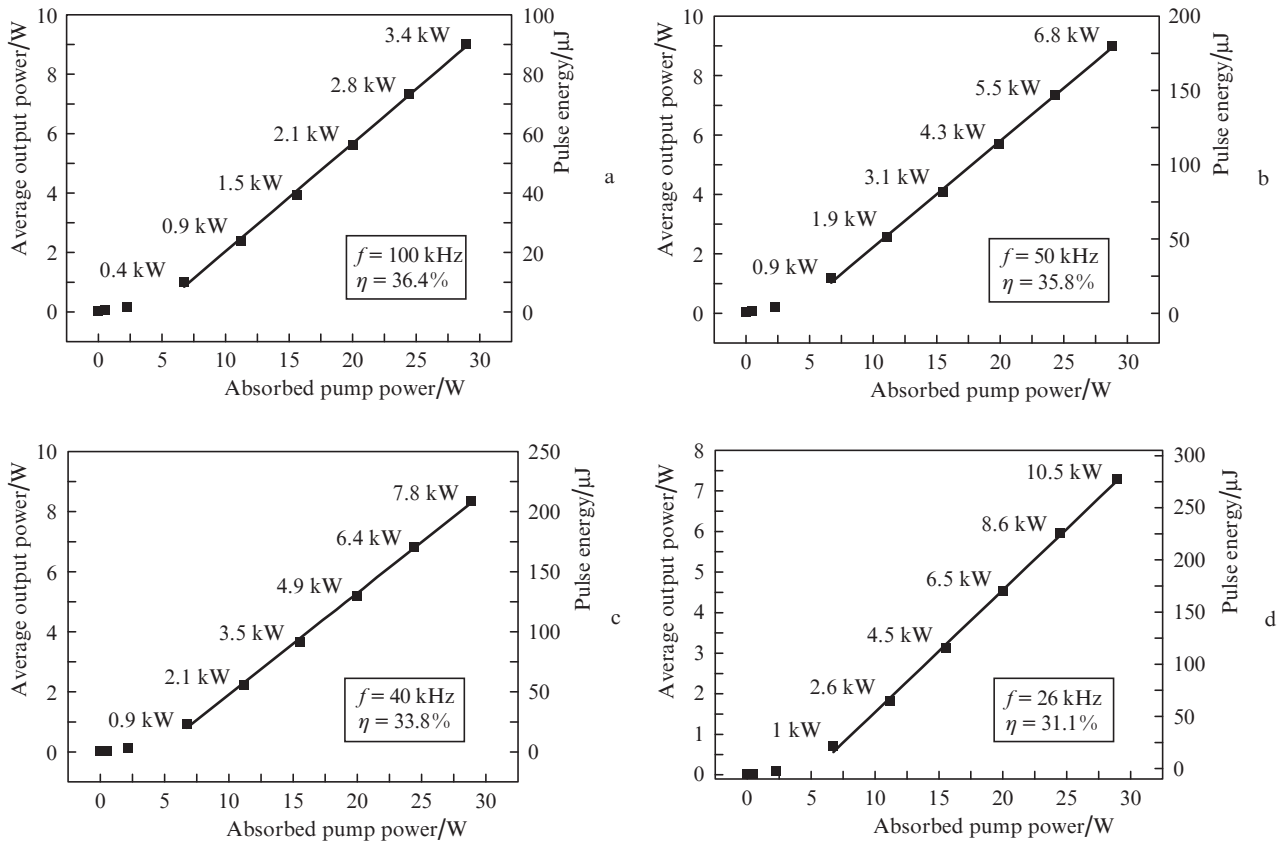 10
8
6
4
2
0
Average output power/W
100
80
60
40
20
0
Pulse energy/μJ
3.4 kW
2.8 kW
2.1 kW
1.5 kW
0.9 kW
0.4 kW
f = 100 kHz
η = 36.4%
0 5 10 15 20 25 30
Absorbed pump power/W
a
10
8
6
4
2
0
Average output power/W
200
150
100
50
0
Pulse energy/μJ
6.8 kW
5.5 kW
4.3 kW
3.1 kW
1.9 kW
0.9 kW
f = 50 kHz
η = 35.8%
0 5 10 15 20 25 30
Absorbed pump power/W
b
10
8
6
4
2
0
Average output power/W
250
200
150
100
50
0
Pulse energy/μJ
7.8 kW
6.4 kW
4.9 kW
3.5 kW
2.1 kW
0.9 kW
f = 40 kHz
η = 33.8%
0 5 10 15 20 25 30
Absorbed pump power/W
c
8
7
6
5
4
3
2
1
0
Average output power/W
300
250
200
150
100
50
0
Pulse energy/μJ
10.5 kW
8.6 kW
6.5 kW
4.5 kW
2.6 kW
1 kW
f = 26 kHz
η = 31.1%
0 5 10 15 20 25 30
Absorbed pump power/W
d